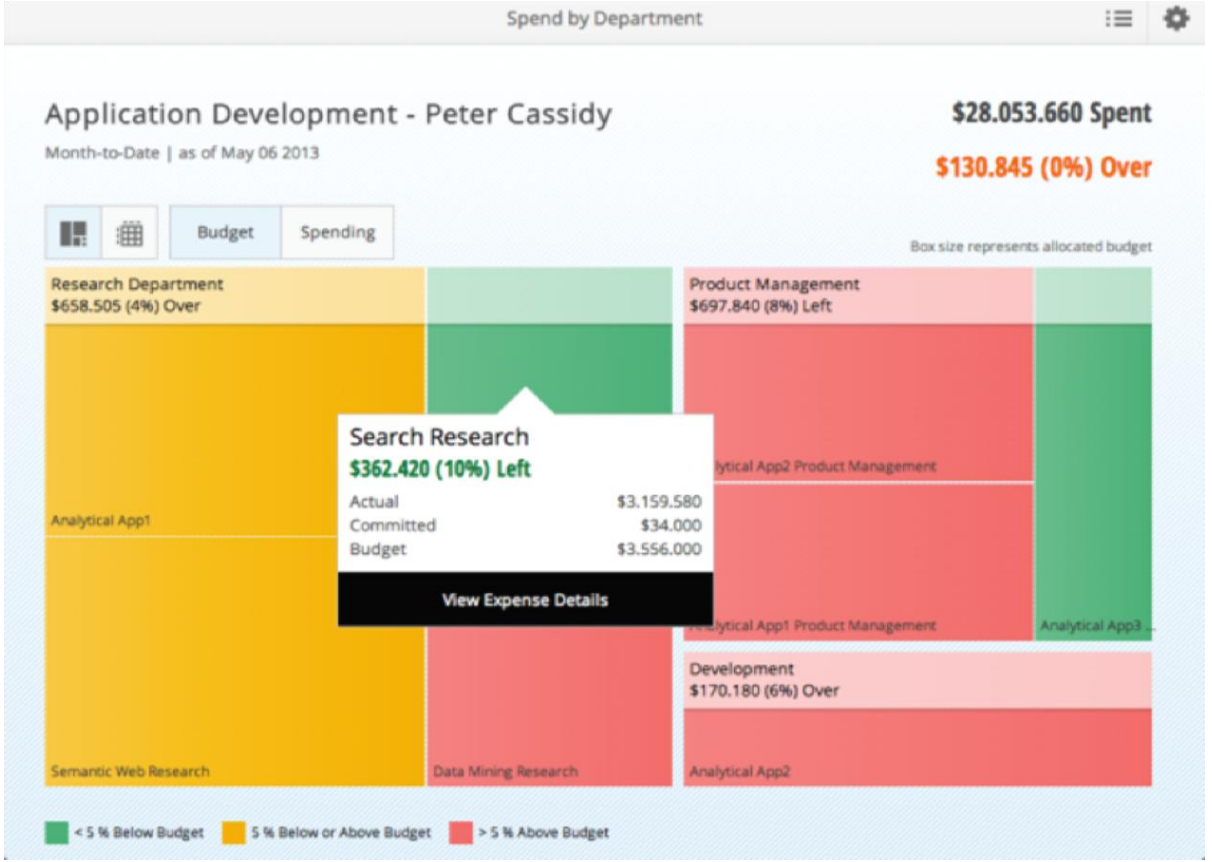 Spend by Department
Application Development - Peter Cassidy
Month-to-Date | as of May 06 2013
$28.053.660 Spent
$130.845 (0%) Over
Budget
Spending
Box size represents allocated budget
Research Department
$658.505 (4%) Over
Product Management
$697.840 (8%) Left
Search Research
$362.420 (10%) Left
Actual $3.159.580
Committed $34.000
Budget $3.556.000
View Expense Details
Analytical App1
App2 Product Management
App1 Product Management
Analytical App3 ...
Development
$170.180 (6%) Over
Semantic Web Research
Data Mining Research
Analytical App2
< 5 % Below Budget
5 % Below or Above Budget
> 5 % Above Budget